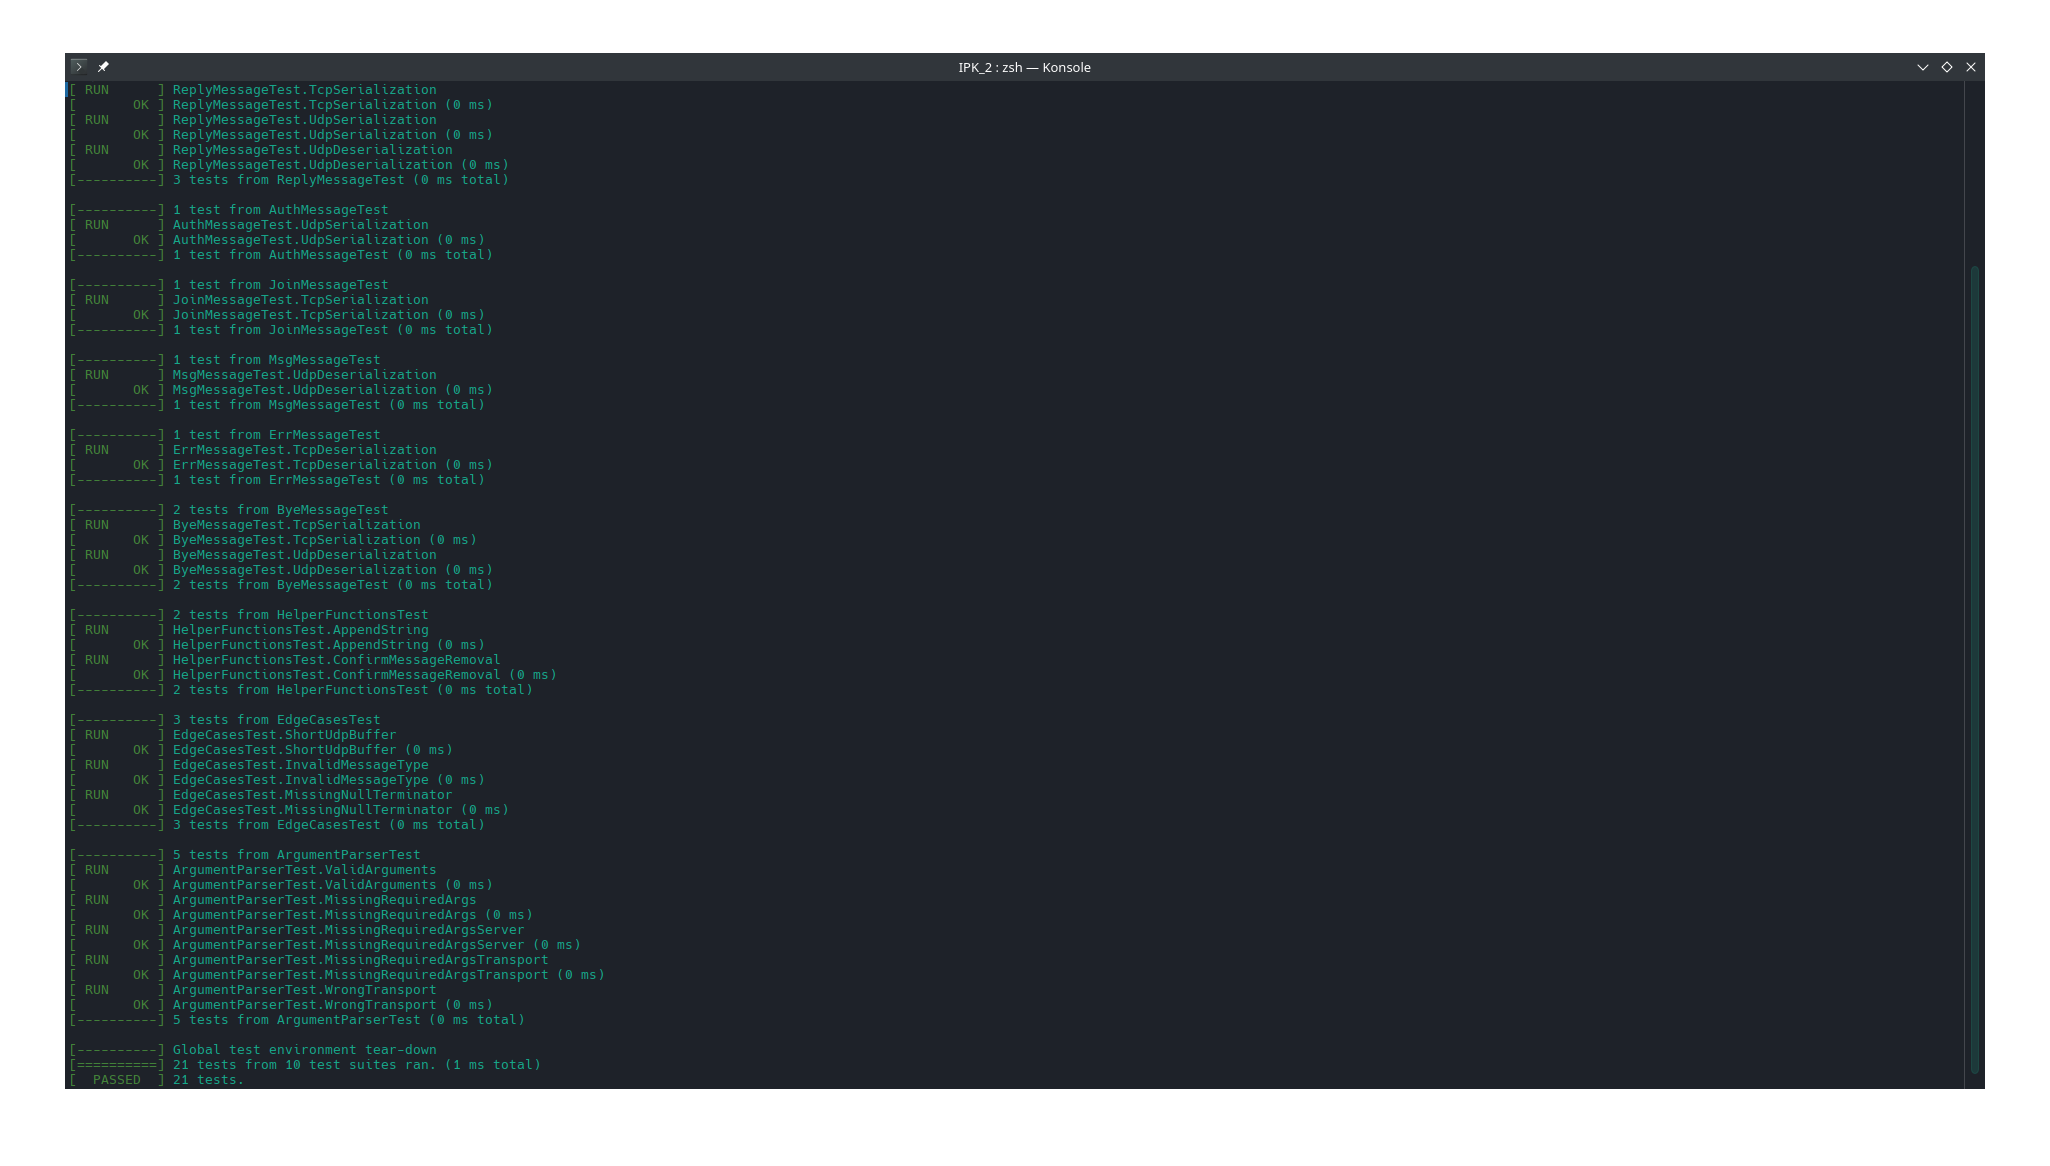 IPK_2 : zsh — Konsole
[ RUN      ] ReplyMessageTest.TcpSerialization
[       OK ] ReplyMessageTest.TcpSerialization (0 ms)
[ RUN      ] ReplyMessageTest.UdpSerialization
[       OK ] ReplyMessageTest.UdpSerialization (0 ms)
[ RUN      ] ReplyMessageTest.UdpDeserialization
[       OK ] ReplyMessageTest.UdpDeserialization (0 ms)
[----------] 3 tests from ReplyMessageTest (0 ms total)
[----------] 1 test from AuthMessageTest
[ RUN      ] AuthMessageTest.UdpSerialization
[       OK ] AuthMessageTest.UdpSerialization (0 ms)
[----------] 1 test from AuthMessageTest (0 ms total)
[----------] 1 test from JoinMessageTest
[ RUN      ] JoinMessageTest.TcpSerialization
[       OK ] JoinMessageTest.TcpSerialization (0 ms)
[----------] 1 test from JoinMessageTest (0 ms total)
[----------] 1 test from MsgMessageTest
[ RUN      ] MsgMessageTest.UdpDeserialization
[       OK ] MsgMessageTest.UdpDeserialization (0 ms)
[----------] 1 test from MsgMessageTest (0 ms total)
[----------] 1 test from ErrMessageTest
[ RUN      ] ErrMessageTest.TcpDeserialization
[       OK ] ErrMessageTest.TcpDeserialization (0 ms)
[----------] 1 test from ErrMessageTest (0 ms total)
[----------] 2 tests from ByeMessageTest
[ RUN      ] ByeMessageTest.TcpSerialization
[       OK ] ByeMessageTest.TcpSerialization (0 ms)
[ RUN      ] ByeMessageTest.UdpDeserialization
[       OK ] ByeMessageTest.UdpDeserialization (0 ms)
[----------] 2 tests from ByeMessageTest (0 ms total)
[----------] 2 tests from HelperFunctionsTest
[ RUN      ] HelperFunctionsTest.AppendString
[       OK ] HelperFunctionsTest.AppendString (0 ms)
[ RUN      ] HelperFunctionsTest.ConfirmMessageRemoval
[       OK ] HelperFunctionsTest.ConfirmMessageRemoval (0 ms)
[----------] 2 tests from HelperFunctionsTest (0 ms total)
[----------] 3 tests from EdgeCasesTest
[ RUN      ] EdgeCasesTest.ShortUdpBuffer
[       OK ] EdgeCasesTest.ShortUdpBuffer (0 ms)
[ RUN      ] EdgeCasesTest.InvalidMessageType
[       OK ] EdgeCasesTest.InvalidMessageType (0 ms)
[ RUN      ] EdgeCasesTest.MissingNullTerminator
[       OK ] EdgeCasesTest.MissingNullTerminator (0 ms)
[----------] 3 tests from EdgeCasesTest (0 ms total)
[----------] 5 tests from ArgumentParserTest
[ RUN      ] ArgumentParserTest.ValidArguments
[       OK ] ArgumentParserTest.ValidArguments (0 ms)
[ RUN      ] ArgumentParserTest.MissingRequiredArgs
[       OK ] ArgumentParserTest.MissingRequiredArgs (0 ms)
[ RUN      ] ArgumentParserTest.MissingRequiredArgsServer
[       OK ] ArgumentParserTest.MissingRequiredArgsServer (0 ms)
[ RUN      ] ArgumentParserTest.MissingRequiredArgsTransport
[       OK ] ArgumentParserTest.MissingRequiredArgsTransport (0 ms)
[ RUN      ] ArgumentParserTest.WrongTransport
[       OK ] ArgumentParserTest.WrongTransport (0 ms)
[----------] 5 tests from ArgumentParserTest (0 ms total)
[----------] Global test environment tear-down
[==========] 21 tests from 10 test suites ran. (1 ms total)
[  PASSED  ] 21 tests.